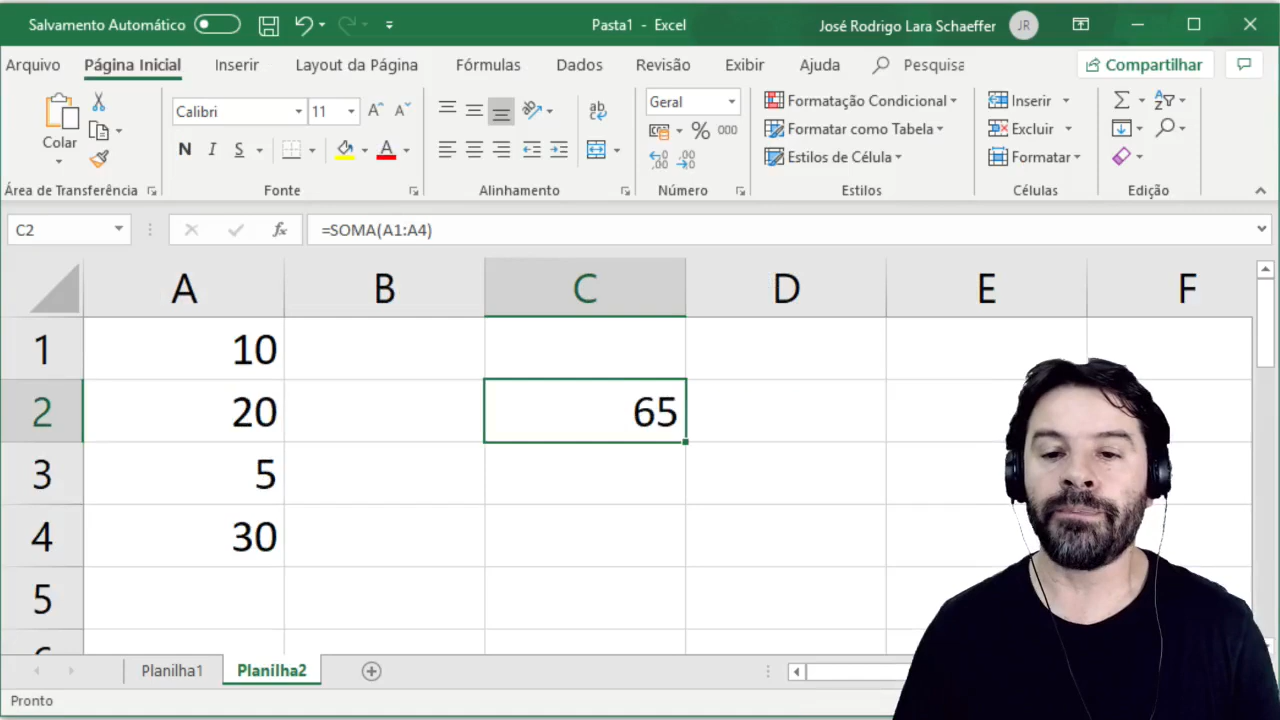 Salvamento Automático
Pasta1 - Excel
José Rodrigo Lara Schaeffer
JR
Arquivo
Página Inicial
Inserir
Layout da Página
Fórmulas
Dados
Revisão
Exibir
Ajuda
Pesquisa
Compartilhar
Colar
Área de Transferência
Calibri
11
N I S
Fonte
Alinhamento
Geral
% 000
Número
Formatação Condicional
Formatar como Tabela
Estilos de Célula
Estilos
Inserir
Excluir
Formatar
Células
Edição
C2
fx
=SOMA(A1:A4)
A B C D E F
1 10
2 20 65
3 5
4 30
5
Planilha1
Planilha2
Pronto